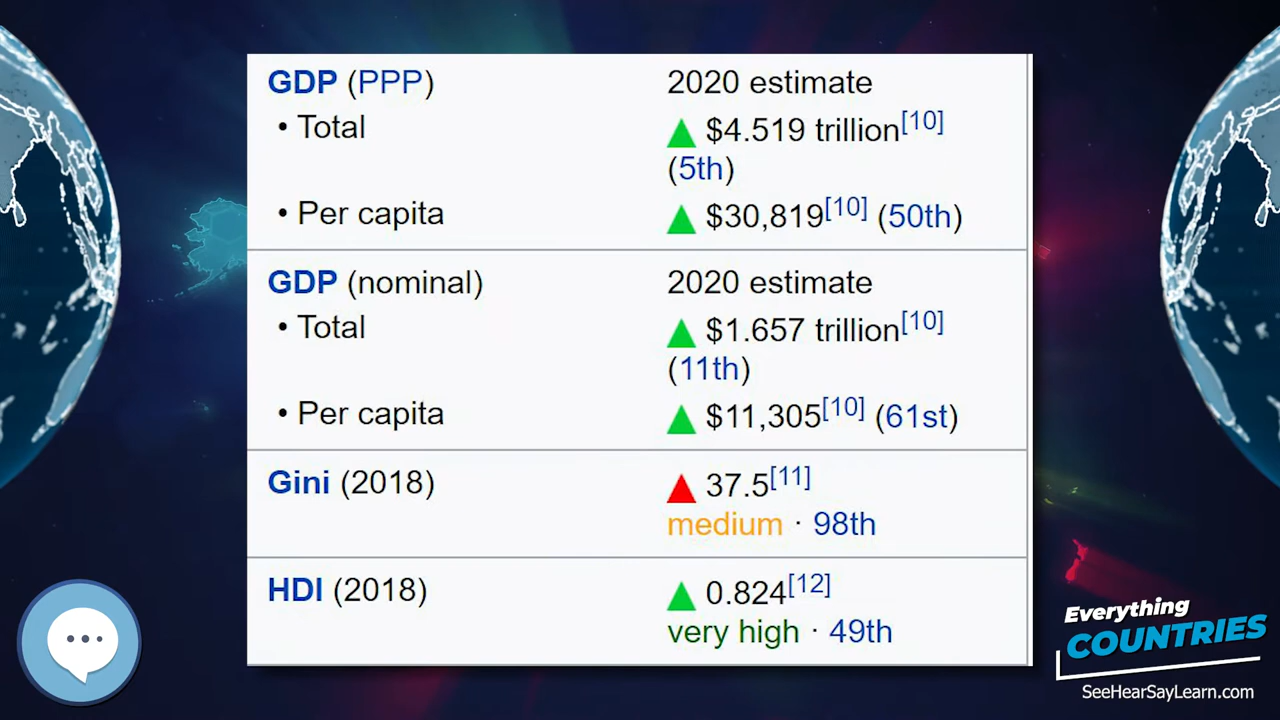 GDP (PPP) 2020 estimate
• Total ▲ $4.519 trillion[10]
(5th)
• Per capita ▲ $30,819[10] (50th)
GDP (nominal) 2020 estimate
• Total ▲ $1.657 trillion[10]
(11th)
• Per capita ▲ $11,305[10] (61st)
Gini (2018) ▲ 37.5[11]
medium · 98th
HDI (2018) ▲ 0.824[12]
very high · 49th
Everything
COUNTRIES
SeeHearSayLearn.com